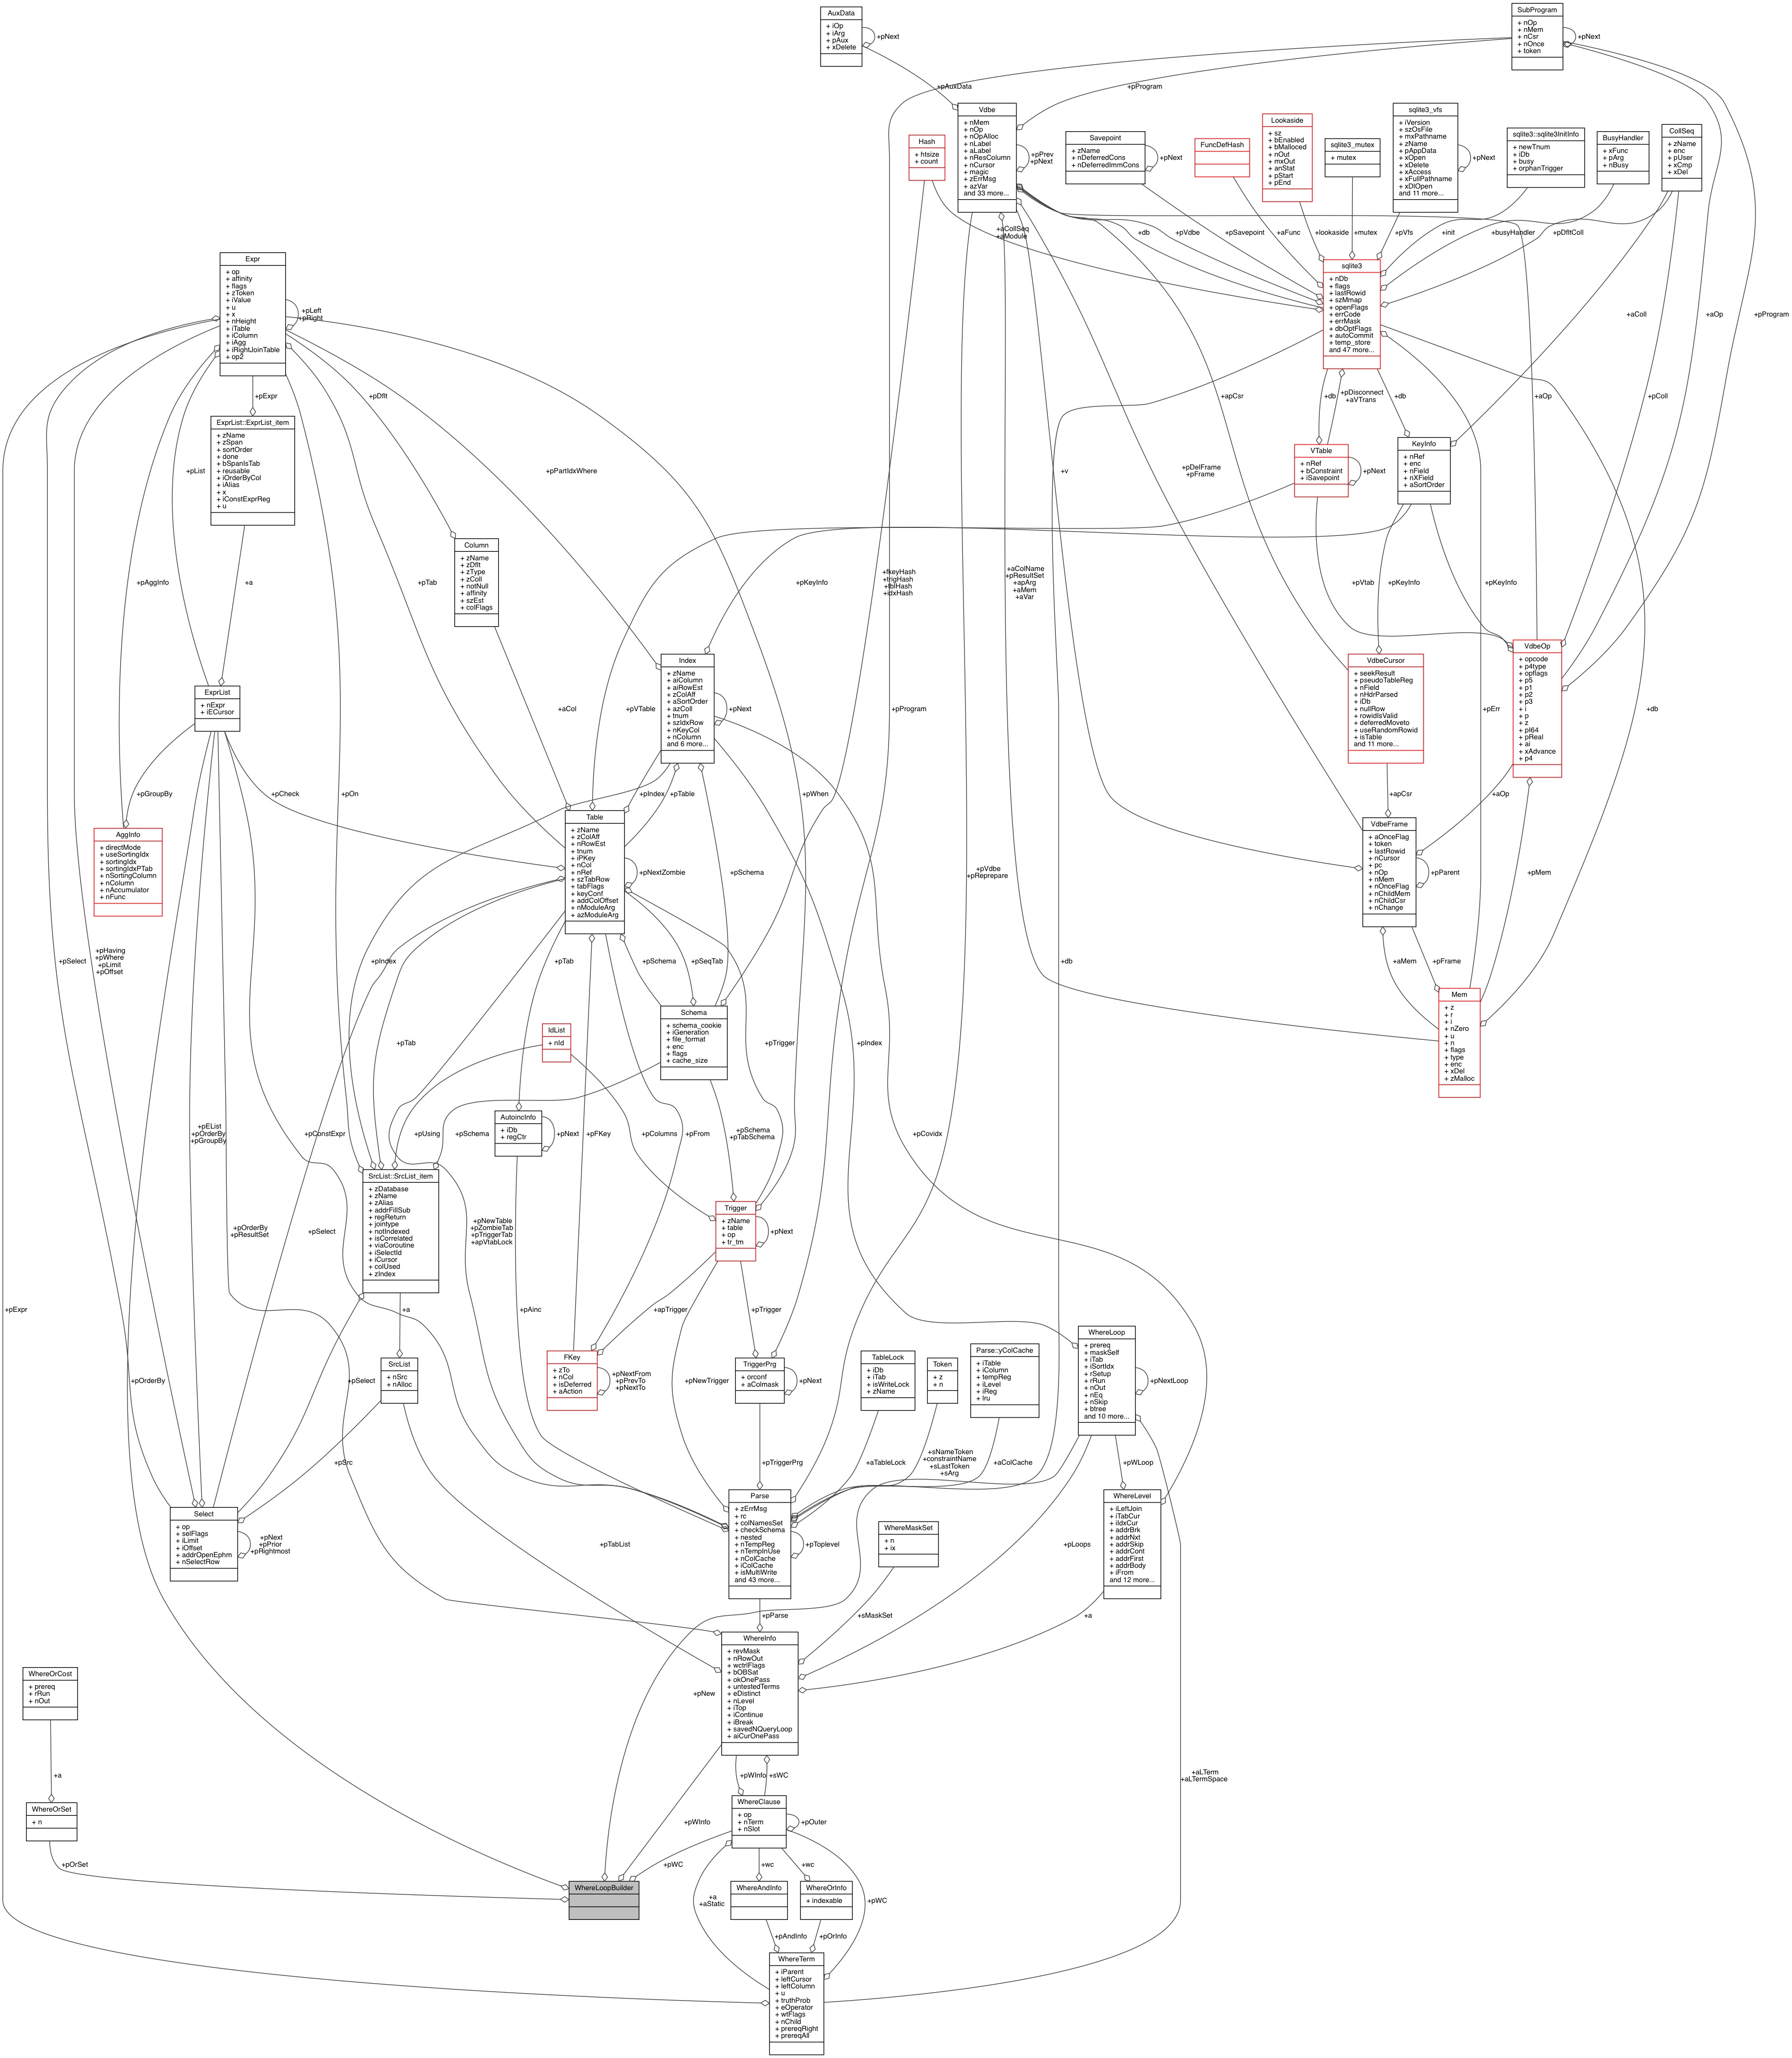 AuxData
+ iOp
+ iArg
+ pAux
+ xDelete
+pNext
SubProgram
+ nOp
+ nMem
+ nCsr
+ nOnce
+ token
+pNext
+pAuxData
+pProgram
Vdbe
+ nMem
+ nOp
+ nOpAlloc
+ nLabel
+ aLabel
+ nResColumn
+ nCursor
+ magic
+ zErrMsg
+ azVar
and 33 more...
+pPrev
+pNext
Hash
+ htsize
+ count
Savepoint
+ zName
+ nDeferredCons
+ nDeferredImmCons
+pNext
FuncDefHash
Lookaside
+ sz
+ bEnabled
+ bMalloced
+ nOut
+ mxOut
+ anStat
+ pStart
+ pEnd
sqlite3_mutex
+ mutex
sqlite3_vfs
+ iVersion
+ szOsFile
+ mxPathname
+ zName
+ pAppData
+ xOpen
+ xDelete
+ xAccess
+ xFullPathname
+ xDlOpen
and 11 more...
+pNext
sqlite3::sqlite3InitInfo
+ newTnum
+ iDb
+ busy
+ orphanTrigger
BusyHandler
+ xFunc
+ pArg
+ nBusy
CollSeq
+ zName
+ enc
+ pUser
+ xCmp
+ xDel
+aCollSeq
+aModule
+db
+pVdbe
+pSavepoint
+aFunc
+lookaside
+mutex
+pVfs
+init
+busyHandler
+pDfltColl
sqlite3
+ nDb
+ flags
+ lastRowid
+ szMmap
+ openFlags
+ errCode
+ errMask
+ dbOptFlags
+ autoCommit
+ temp_store
and 47 more...
+aColl
+aOp
+pProgram
Expr
+ op
+ affinity
+ flags
+ zToken
+ iValue
+ u
+ x
+ nHeight
+ iTable
+ iColumn
+ iAgg
+ iRightJoinTable
+ op2
+pLeft
+pRight
+pExpr
+pDflt
+apCsr
+db
+pDisconnect
+aVTrans
+db
+aOp
+pColl
ExprList::ExprList_item
+ zName
+ zSpan
+ sortOrder
+ done
+ bSpanIsTab
+ reusable
+ iOrderByCol
+ iAlias
+ x
+ iConstExprReg
+ u
+pList
+pPartIdxWhere
+v
+pDelFrame
+pFrame
VTable
+ nRef
+ bConstraint
+ iSavepoint
+pNext
KeyInfo
+ nRef
+ enc
+ nField
+ nXField
+ aSortOrder
Column
+ zName
+ zDflt
+ zType
+ zColl
+ notNull
+ affinity
+ szEst
+ colFlags
+pAggInfo
+a
+pTab
+pKeyInfo
+fkeyHash
+trigHash
+tblHash
+idxHash
+aColName
+pResultSet
+apArg
+aMem
+aVar
+pVtab
+pKeyInfo
+pKeyInfo
VdbeOp
+ opcode
+ p4type
+ opflags
+ p5
+ p1
+ p2
+ p3
+ i
+ p
+ z
+ pI64
+ pReal
+ ai
+ xAdvance
+ p4
Index
+ zName
+ aiColumn
+ aiRowEst
+ zColAff
+ aSortOrder
+ azColl
+ tnum
+ szIdxRow
+ nKeyCol
+ nColumn
and 6 more...
+pNext
VdbeCursor
+ seekResult
+ pseudoTableReg
+ nField
+ nHdrParsed
+ iDb
+ nullRow
+ rowidIsValid
+ deferredMoveto
+ useRandomRowid
+ isTable
and 11 more...
ExprList
+ nExpr
+ iECursor
+aCol
+pVTable
+pProgram
+pErr
+db
+pGroupBy
+pCheck
+pOn
+pIndex
+pTable
+pWhen
+apCsr
+aOp
AggInfo
+ directMode
+ useSortingIdx
+ sortingIdx
+ sortingIdxPTab
+ nSortingColumn
+ nColumn
+ nAccumulator
+ nFunc
Table
+ zName
+ zColAff
+ nRowEst
+ tnum
+ iPKey
+ nCol
+ nRef
+ szTabRow
+ tabFlags
+ keyConf
+ addColOffset
+ nModuleArg
+ azModuleArg
+pNextZombie
+pSchema
+pVdbe
+pReprepare
VdbeFrame
+ aOnceFlag
+ token
+ lastRowid
+ nCursor
+ pc
+ nOp
+ nMem
+ nOnceFlag
+ nChildMem
+ nChildCsr
+ nChange
+pParent
+pMem
+pSelect
+pHaving
+pWhere
+pLimit
+pOffset
+pIndex
+pTab
+pSchema
+pSeqTab
+db
+aMem
+pFrame
Mem
+ z
+ r
+ i
+ nZero
+ u
+ n
+ flags
+ type
+ enc
+ xDel
+ zMalloc
Schema
+ schema_cookie
+ iGeneration
+ file_format
+ enc
+ flags
+ cache_size
IdList
+ nId
+pTab
+pTrigger
+pIndex
AutoincInfo
+ iDb
+ regCtr
+pNext
+pEList
+pOrderBy
+pGroupBy
+pConstExpr
+pUsing
+pSchema
+pFKey
+pColumns
+pFrom
+pSchema
+pTabSchema
+pCovidx
SrcList::SrcList_item
+ zDatabase
+ zName
+ zAlias
+ addrFillSub
+ regReturn
+ jointype
+ notIndexed
+ isCorrelated
+ viaCoroutine
+ iSelectId
+ iCursor
+ colUsed
+ zIndex
+pOrderBy
+pResultSet
+pSelect
+pNewTable
+pZombieTab
+pTriggerTab
+apVtabLock
Trigger
+ zName
+ table
+ op
+ tr_tm
+pNext
+pExpr
+a
+pAinc
+apTrigger
+pTrigger
WhereLoop
+ prereq
+ maskSelf
+ iTab
+ iSortIdx
+ rSetup
+ rRun
+ nOut
+ nEq
+ nSkip
+ btree
and 10 more...
+pNextLoop
+pOrderBy
+pSelect
SrcList
+ nSrc
+ nAlloc
FKey
+ zTo
+ nCol
+ isDeferred
+ aAction
+pNextFrom
+pPrevTo
+pNextTo
+pNewTrigger
TriggerPrg
+ orconf
+ aColmask
+pNext
TableLock
+ iDb
+ iTab
+ isWriteLock
+ zName
Token
+ z
+ n
Parse::yColCache
+ iTable
+ iColumn
+ tempReg
+ iLevel
+ iReg
+ lru
+pSrc
+pTriggerPrg
+aTableLock
+sNameToken
+constraintName
+sLastToken
+sArg
+aColCache
+pWLoop
Select
+ op
+ selFlags
+ iLimit
+ iOffset
+ addrOpenEphm
+ nSelectRow
+pNext
+pPrior
+pRightmost
+pTabList
Parse
+ zErrMsg
+ rc
+ colNamesSet
+ checkSchema
+ nested
+ nTempReg
+ nTempInUse
+ nColCache
+ iColCache
+ isMultiWrite
and 43 more...
+pToplevel
WhereMaskSet
+ n
+ ix
+pLoops
WhereLevel
+ iLeftJoin
+ iTabCur
+ iIdxCur
+ addrBrk
+ addrNxt
+ addrSkip
+ addrCont
+ addrFirst
+ addrBody
+ iFrom
and 12 more...
+pParse
+sMaskSet
+a
WhereInfo
+ revMask
+ nRowOut
+ wctrlFlags
+ bOBSat
+ okOnePass
+ untestedTerms
+ eDistinct
+ nLevel
+ iTop
+ iContinue
+ iBreak
+ savedNQueryLoop
+ aiCurOnePass
+pNew
WhereOrCost
+ prereq
+ rRun
+ nOut
+a
+pWInfo
+sWC
+aLTerm
+aLTermSpace
WhereOrSet
+ n
WhereClause
+ op
+ nTerm
+ nSlot
+pOuter
+pWInfo
+pOrSet
+pWC
+wc
+wc
WhereLoopBuilder
WhereAndInfo
WhereOrInfo
+ indexable
+a
+aStatic
+pWC
+pAndInfo
+pOrInfo
WhereTerm
+ iParent
+ leftCursor
+ leftColumn
+ u
+ truthProb
+ eOperator
+ wtFlags
+ nChild
+ prereqRight
+ prereqAll